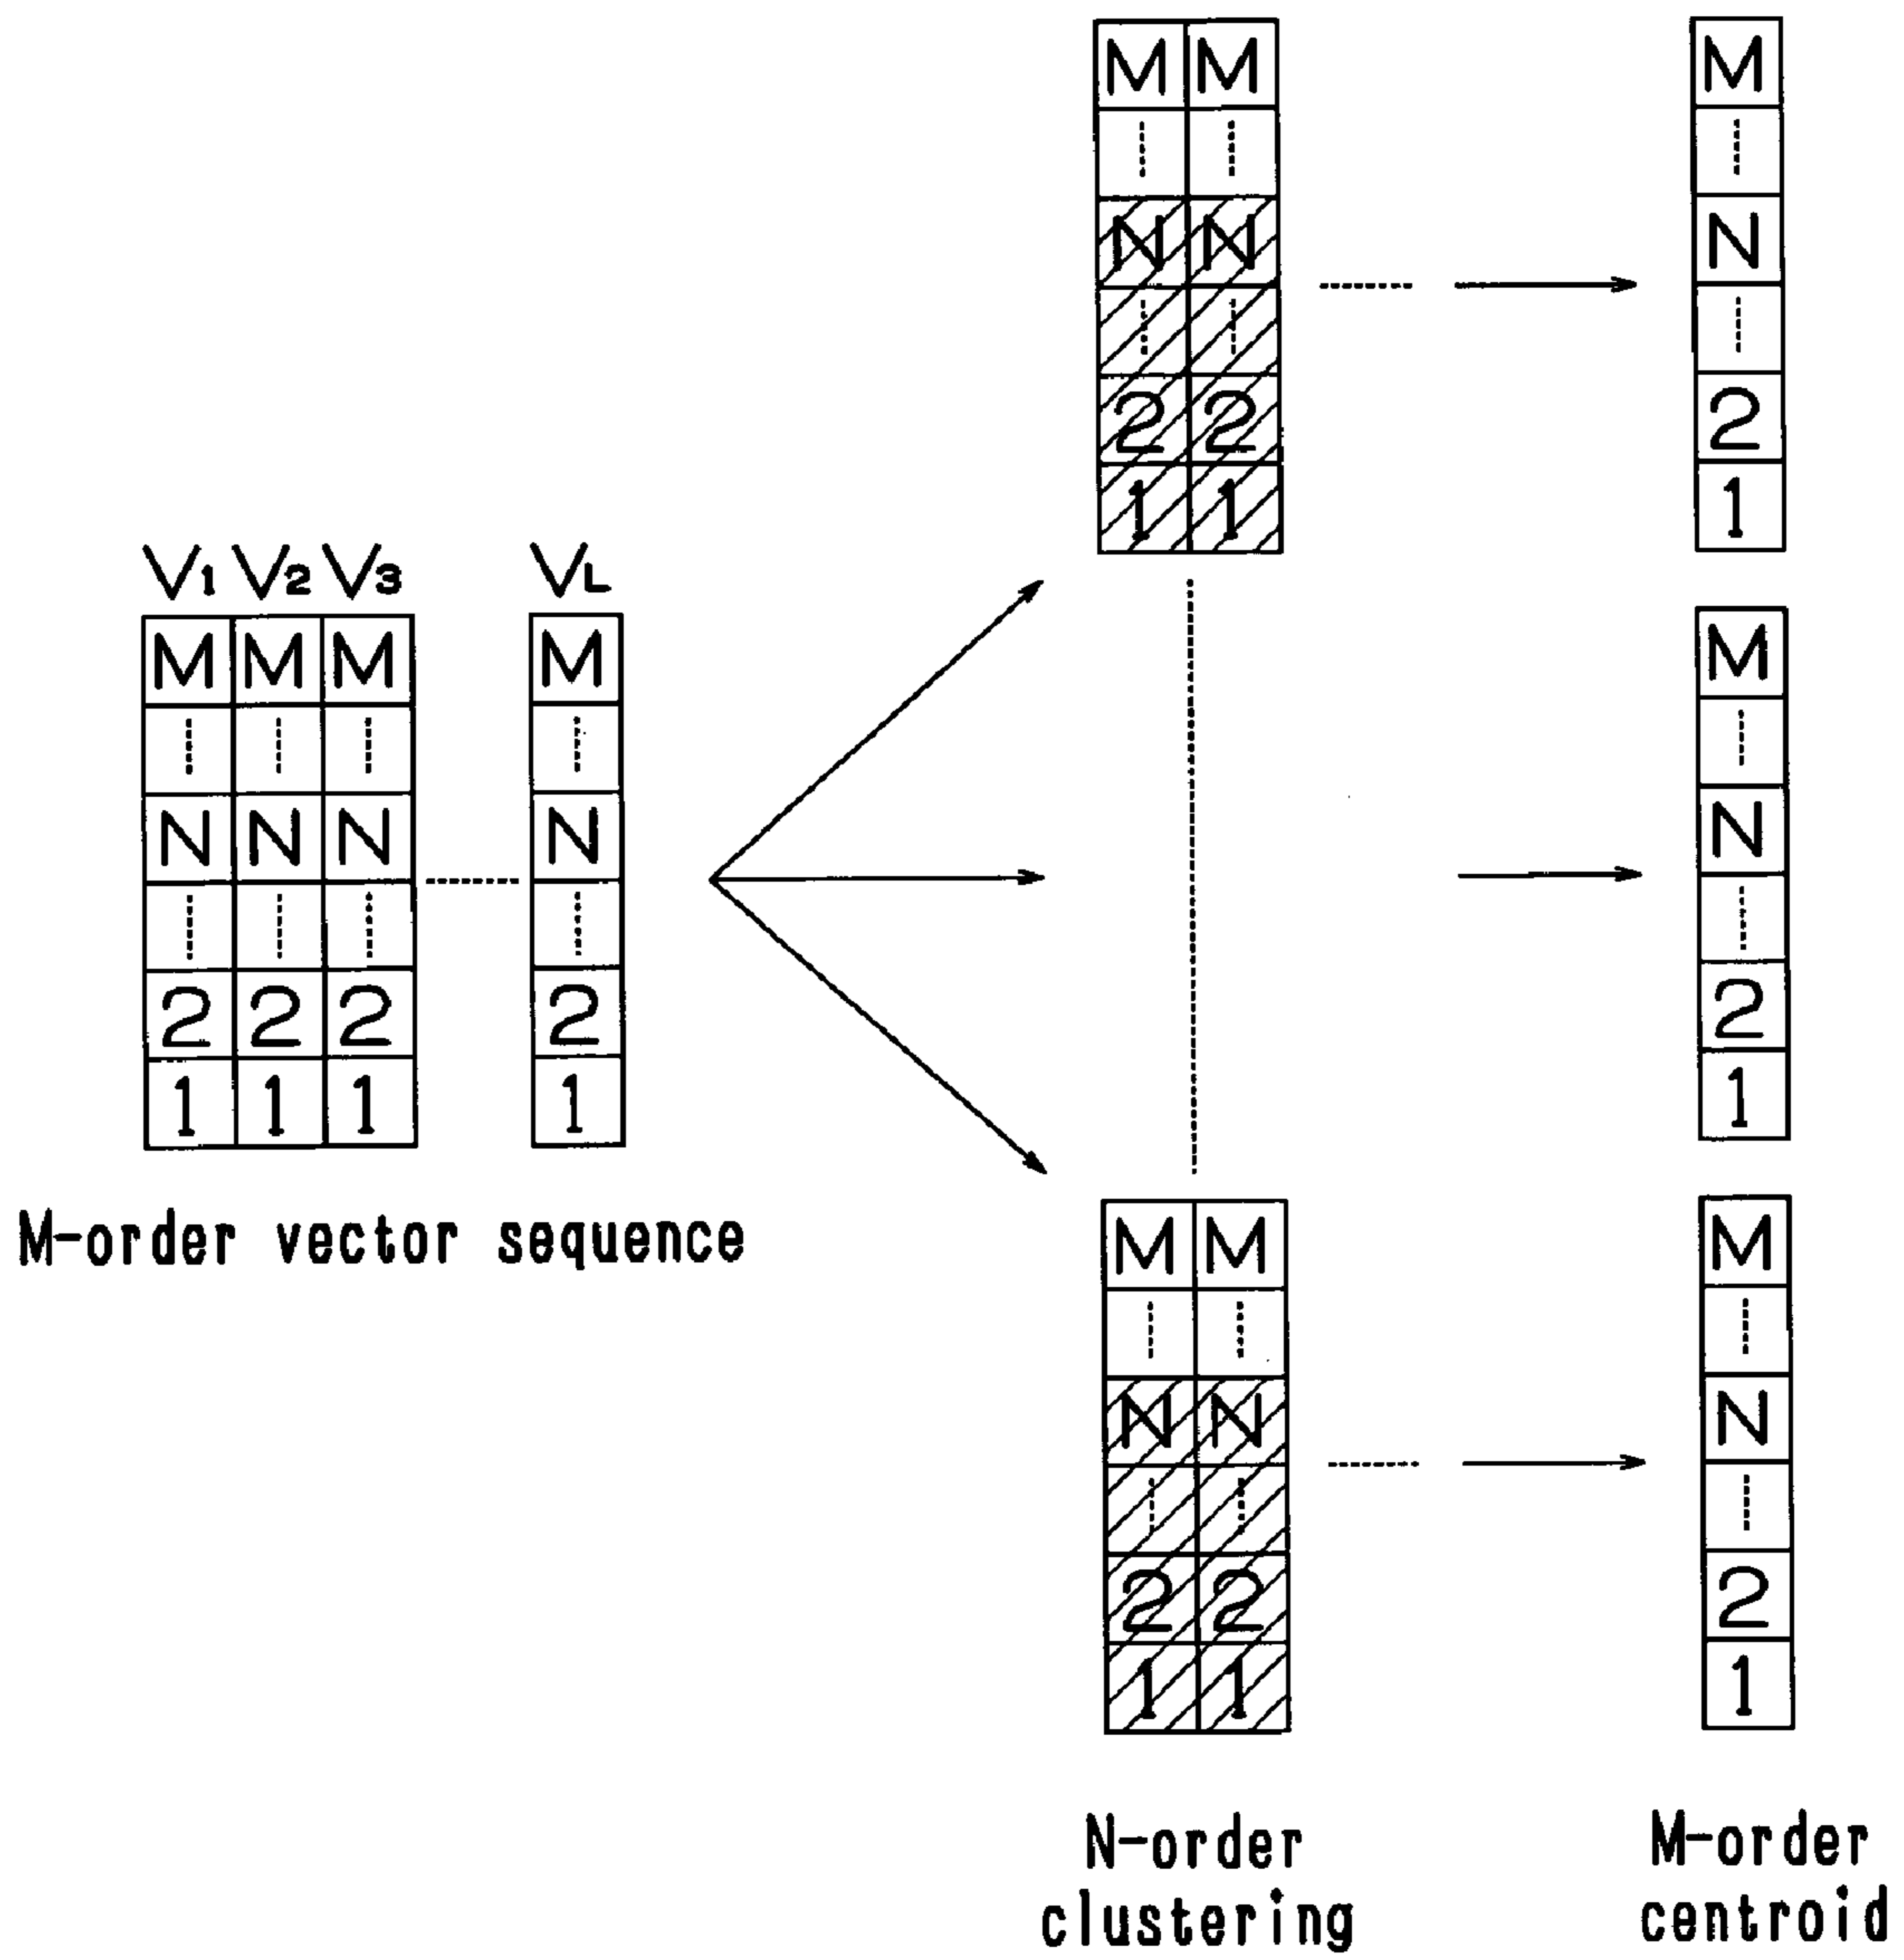 M M
N N
2 2
1 1
M
N
2
1
V1 V2 V3 VL
M M M M
N N N N
2 2 2 2
1 1 1 1
M-order vector sequence
M
N
2
1
M M
N N
2 2
1 1
M
N
2
1
N-order
clustering
M-order
centroid